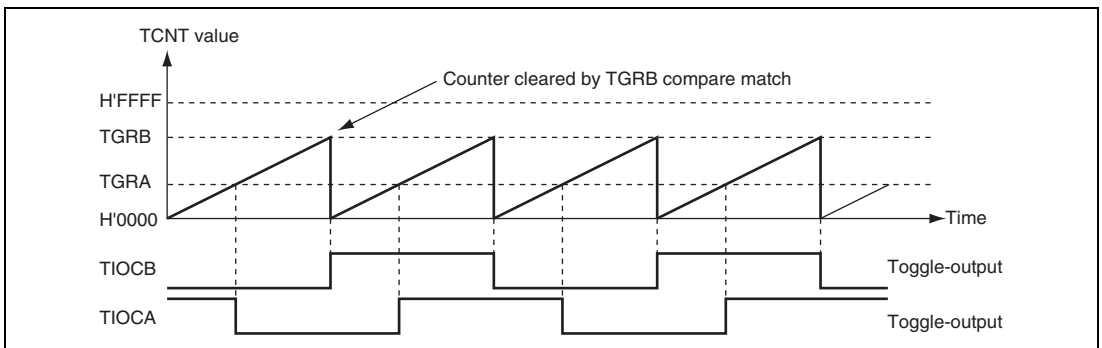 TCNT value
Counter cleared by TGRB compare match
H'FFFF
TGRB
TGRA
H'0000
Time
TIOCB
Toggle-output
TIOCA
Toggle-output